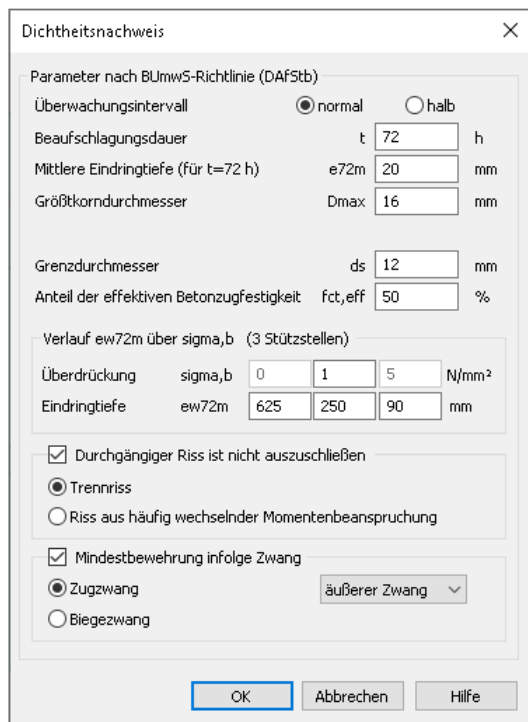 Dichtheitsnachweis
Parameter nach BUmwS-Richtlinie (DAfStb)
Überwachungsintervall normal halb
Beaufschlagungsdauer t 72 h
Mittlere Eindringtiefe (für t=72 h) e72m 20 mm
Größtkorndurchmesser Dmax 16 mm
Grenzdurchmesser ds 12 mm
Anteil der effektiven Betonzugfestigkeit fct,eff 50 %
Verlauf ew72m über sigma,b (3 Stützstellen)
Überdrückung sigma,b 0 1 5 N/mm²
Eindringtiefe ew72m 625 250 90 mm
Durchgängiger Riss ist nicht auszuschließen
Trennriss
Riss aus häufig wechselnder Momentenbeanspruchung
Mindestbewehrung infolge Zwang
Zugzwang äußerer Zwang
Biegezwang
OK Abbrechen Hilfe